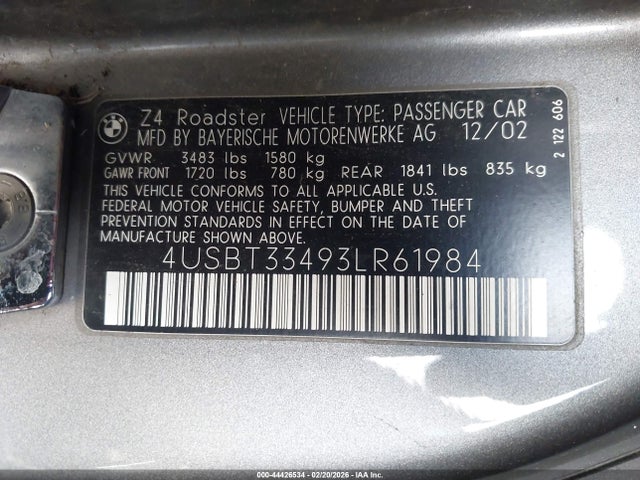 BMW
Z4 Roadster VEHICLE TYPE: PASSENGER CAR
MFD BY BAYERISCHE MOTORENWERKE AG 12/02
GVWR 3483 lbs 1580 kg
GAWR FRONT 1720 lbs 780 kg REAR 1841 lbs 835 kg
THIS VEHICLE CONFORMS TO ALL APPLICABLE U.S.
FEDERAL MOTOR VEHICLE SAFETY, BUMPER AND THEFT
PREVENTION STANDARDS IN EFFECT ON THE DATE OF
MANUFACTURE.
4USBT33493LR61984
2 122 606
000-44426534 - 02/20/2026 - IAA Inc.